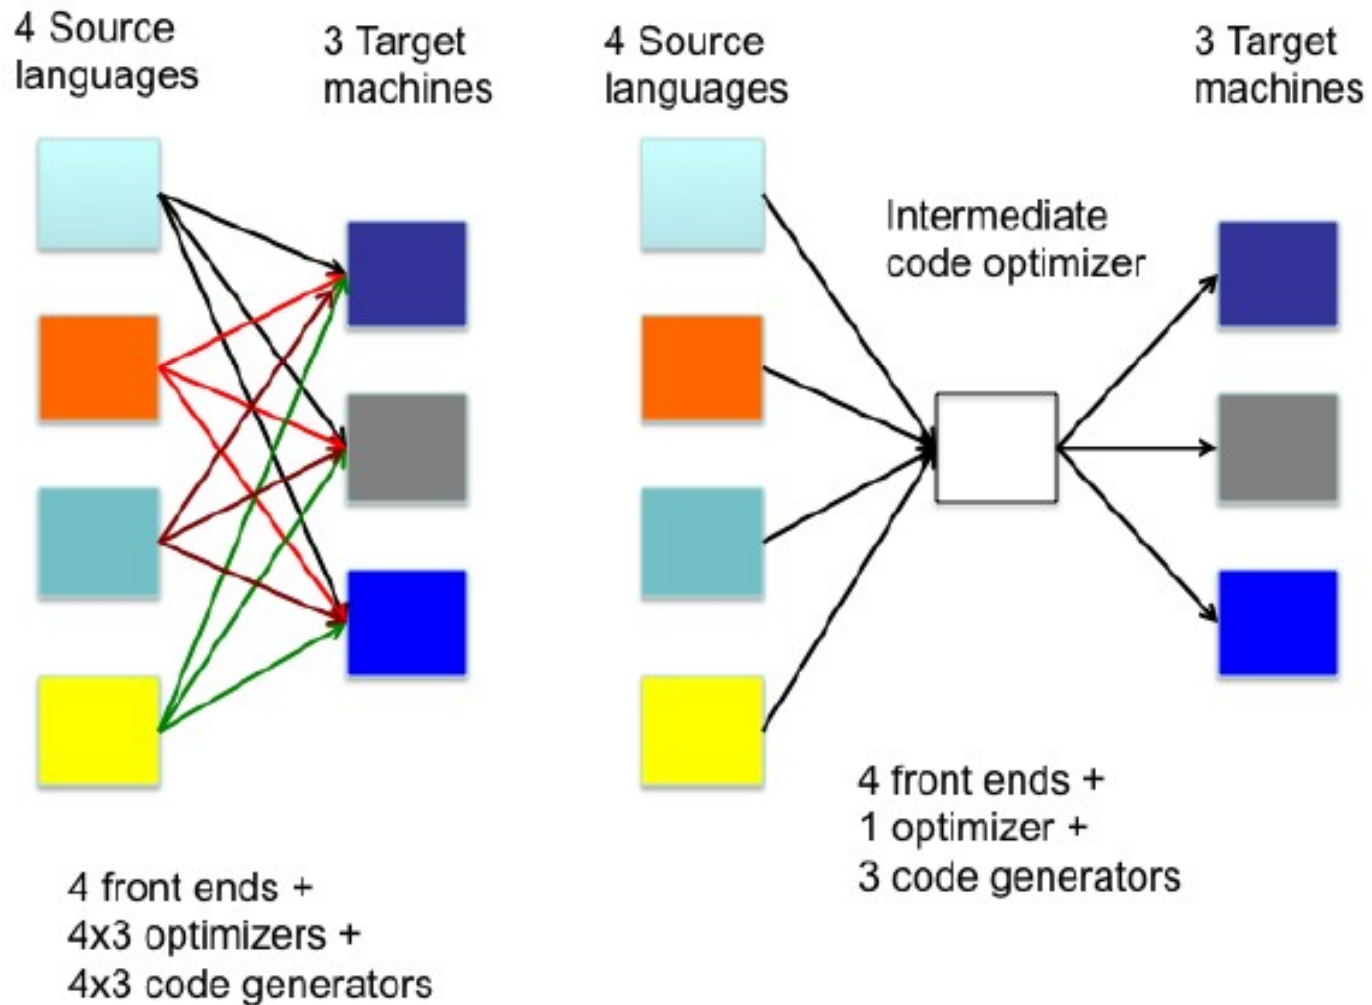 4 Source
languages
3 Target
machines
4 Source
languages
3 Target
machines
Intermediate
code optimizer
4 front ends +
1 optimizer +
3 code generators
4 front ends +
4x3 optimizers +
4x3 code generators